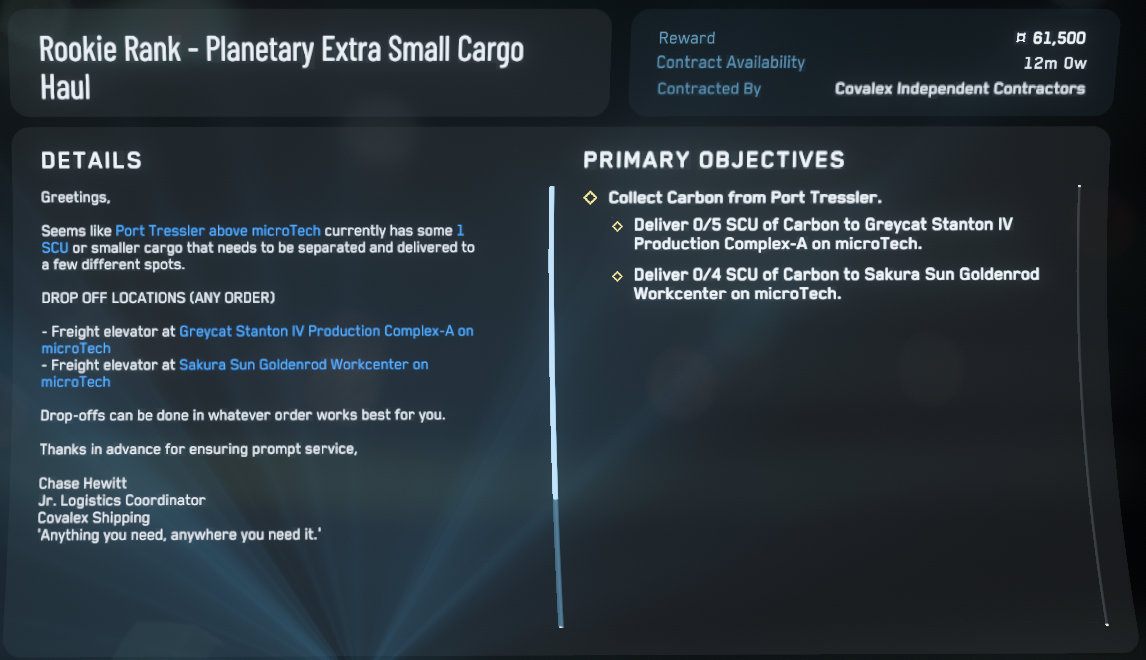 Rookie Rank - Planetary Extra Small Cargo
Haul
Reward ¤ 61,500
Contract Availability 12m 0w
Contracted By Covalex Independent Contractors
DETAILS
Greetings,
Seems like Port Tressler above microTech currently has some 1
SCU or smaller cargo that needs to be separated and delivered to
a few different spots.
DROP OFF LOCATIONS (ANY ORDER)
- Freight elevator at Greycat Stanton IV Production Complex-A on
microTech
- Freight elevator at Sakura Sun Goldenrod Workcenter on
microTech
Drop-offs can be done in whatever order works best for you.
Thanks in advance for ensuring prompt service,
Chase Hewitt
Jr. Logistics Coordinator
Covalex Shipping
'Anything you need, anywhere you need it.'
PRIMARY OBJECTIVES
Collect Carbon from Port Tressler.
Deliver 0/5 SCU of Carbon to Greycat Stanton IV
Production Complex-A on microTech.
Deliver 0/4 SCU of Carbon to Sakura Sun Goldenrod
Workcenter on microTech.